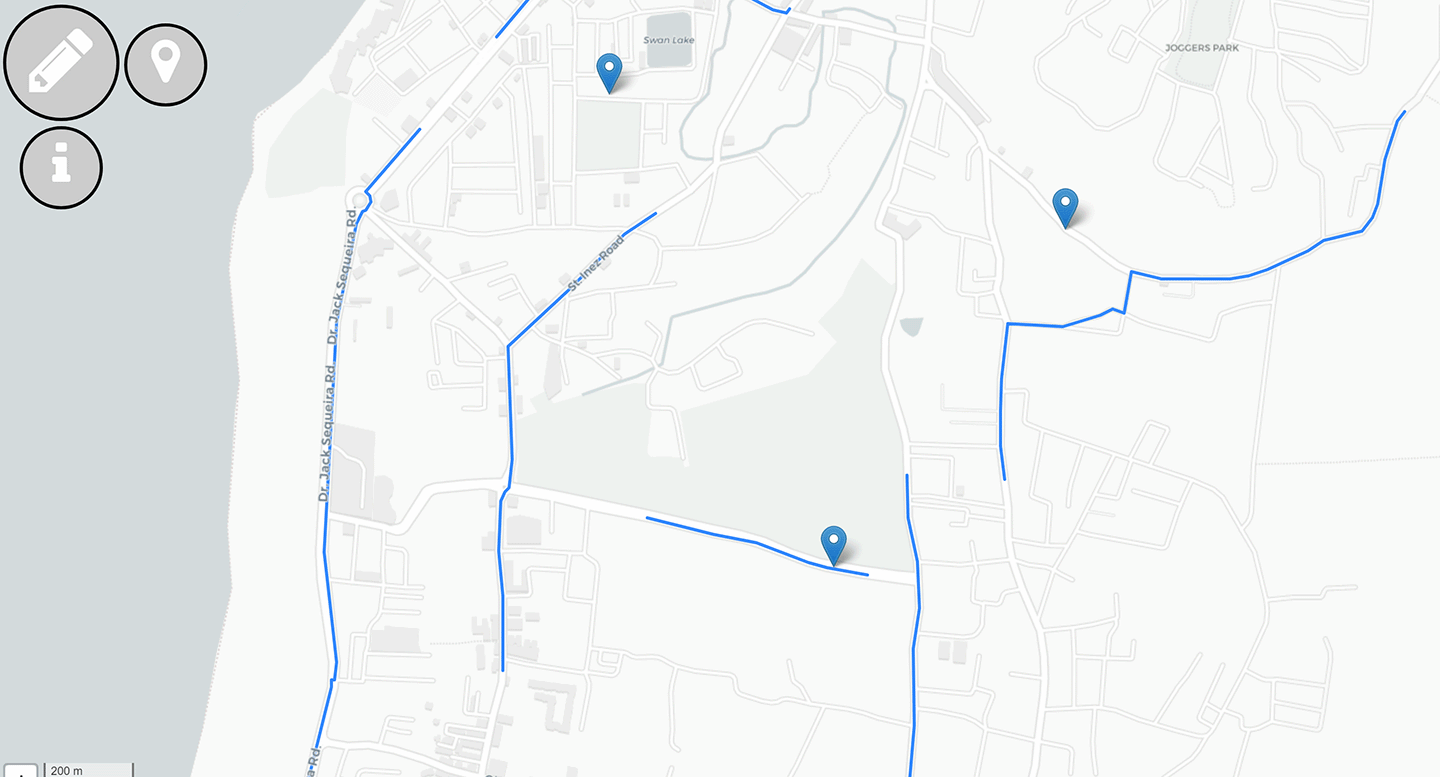 Swan Lake
JOGGERS PARK
Dr. Jack Sequeira Rd.
St. Inez Road
Dr. Jack Sequeira Rd.
Dr. Jack Sequeira Rd.
a Rd.
200 m